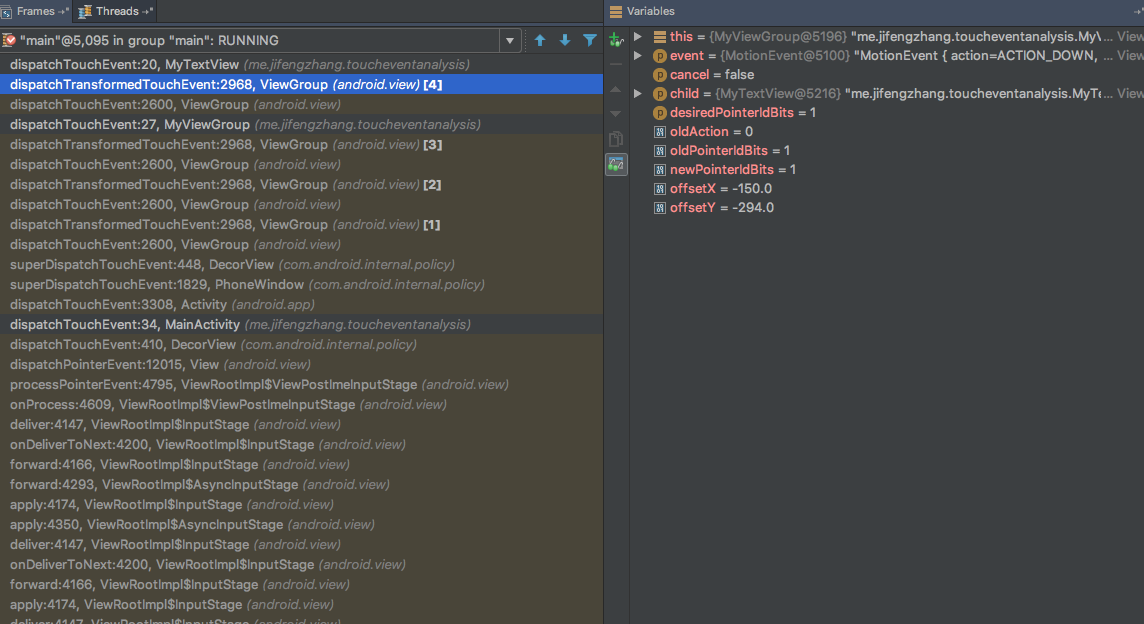 Frames
Threads
"main"@5,095 in group "main": RUNNING
dispatchTouchEvent:20, MyTextView (me.jifengzhang.toucheventanalysis)
dispatchTransformedTouchEvent:2968, ViewGroup (android.view) [4]
dispatchTouchEvent:2600, ViewGroup (android.view)
dispatchTouchEvent:27, MyViewGroup (me.jifengzhang.toucheventanalysis)
dispatchTransformedTouchEvent:2968, ViewGroup (android.view) [3]
dispatchTouchEvent:2600, ViewGroup (android.view)
dispatchTransformedTouchEvent:2968, ViewGroup (android.view) [2]
dispatchTouchEvent:2600, ViewGroup (android.view)
dispatchTransformedTouchEvent:2968, ViewGroup (android.view) [1]
dispatchTouchEvent:2600, ViewGroup (android.view)
superDispatchTouchEvent:448, DecorView (com.android.internal.policy)
superDispatchTouchEvent:1829, PhoneWindow (com.android.internal.policy)
dispatchTouchEvent:3308, Activity (android.app)
dispatchTouchEvent:34, MainActivity (me.jifengzhang.toucheventanalysis)
dispatchTouchEvent:410, DecorView (com.android.internal.policy)
dispatchPointerEvent:12015, View (android.view)
processPointerEvent:4795, ViewRootImpl$ViewPostImeInputStage (android.view)
onProcess:4609, ViewRootImpl$ViewPostImeInputStage (android.view)
deliver:4147, ViewRootImpl$InputStage (android.view)
onDeliverToNext:4200, ViewRootImpl$InputStage (android.view)
forward:4166, ViewRootImpl$InputStage (android.view)
forward:4293, ViewRootImpl$AsyncInputStage (android.view)
apply:4174, ViewRootImpl$InputStage (android.view)
apply:4350, ViewRootImpl$AsyncInputStage (android.view)
deliver:4147, ViewRootImpl$InputStage (android.view)
onDeliverToNext:4200, ViewRootImpl$InputStage (android.view)
forward:4166, ViewRootImpl$InputStage (android.view)
apply:4174, ViewRootImpl$InputStage (android.view)
deliver:4147, ViewRootImpl$InputStage (android.view)
Variables
this = {MyViewGroup@5196} "me.jifengzhang.toucheventanalysis.MyV... View
event = {MotionEvent@5100} "MotionEvent { action=ACTION_DOWN, ... View
cancel = false
child = {MyTextView@5216} "me.jifengzhang.toucheventanalysis.MyTe... View
desiredPointerIdBits = 1
oldAction = 0
oldPointerIdBits = 1
newPointerIdBits = 1
offsetX = -150.0
offsetY = -294.0